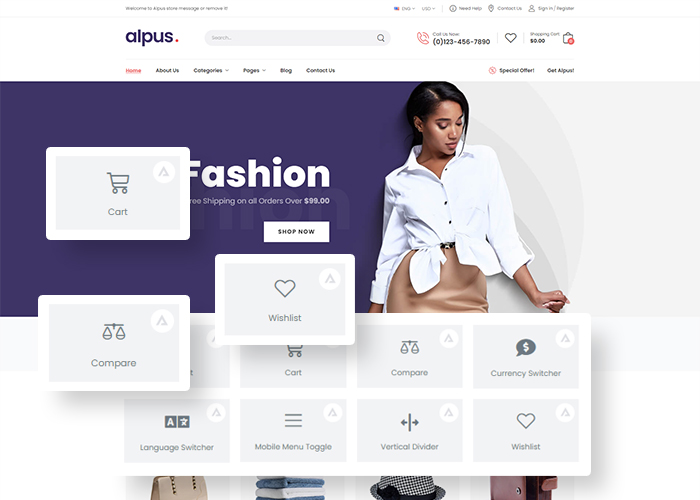 Welcome to Alpus store message or remove it!
ENG
USD
Need Help
Contact Us
Sign in / Register
alpus.
Search...
Call Us Now:
(0)123-456-7890
Shopping Cart
$0.00
0
Home
About Us
Categories
Pages
Blog
Contact Us
Special Offer!
Get Alpus!
Fashion
Free Shipping on all Orders Over $99.00
SHOP NOW
Cart
Wishlist
Compare
Cart
Compare
Currency Switcher
Language Switcher
Mobile Menu Toggle
Vertical Divider
Wishlist